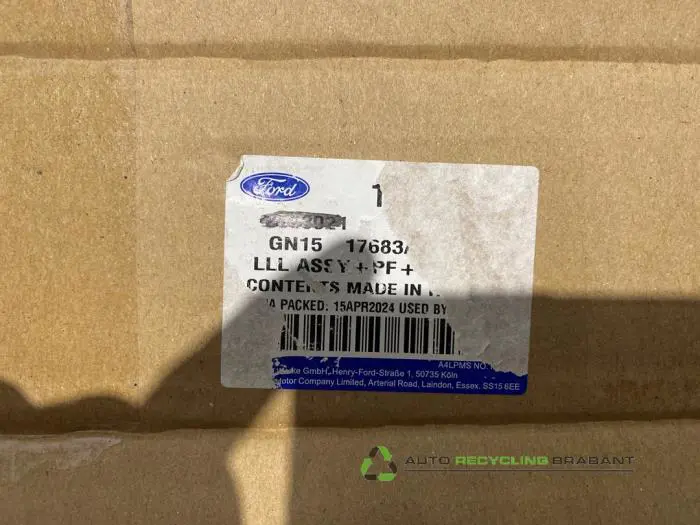 Ford
1
GN15 17683
LLL ASSY + PF +
CONTENTS MADE IN
PACKED: 15APR2024 USED BY
A4LPMS NO.
GmbH, Henry-Ford-Straße 1, 50735 Köln
Motor Company Limited, Arterial Road, Laindon, Essex. SS15 6EE
AUTO RECYCLING BRABANT